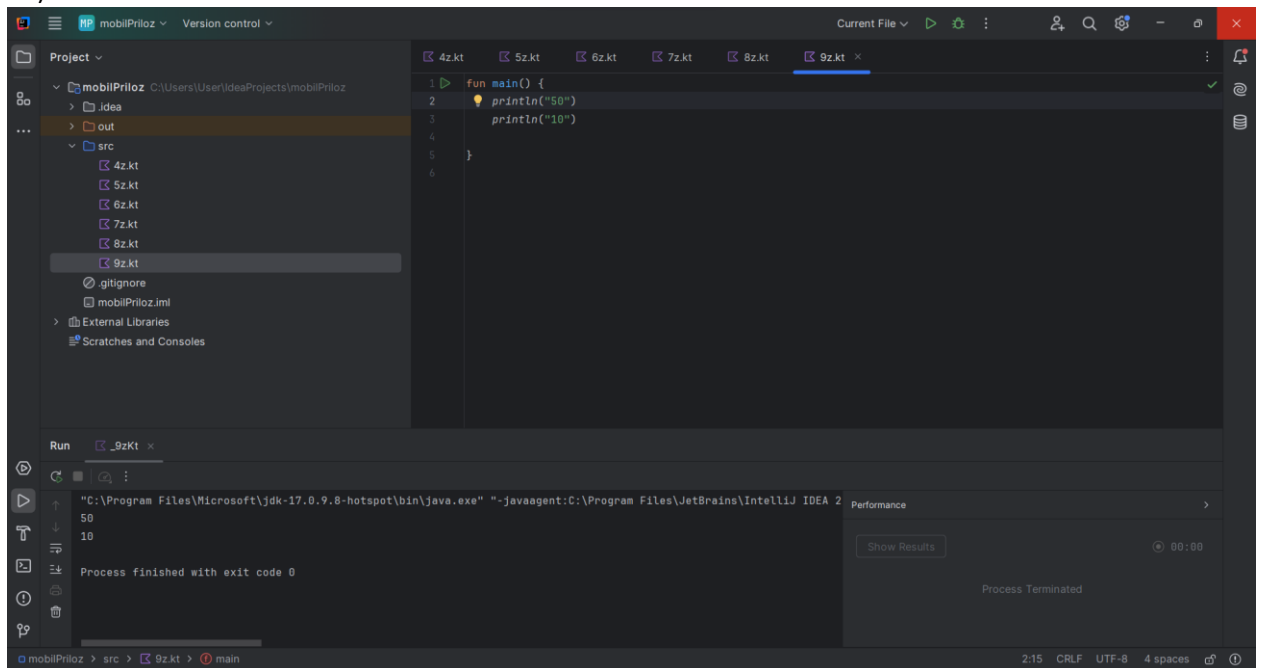 MP mobilPriloz Version control Current File
Project
4z.kt 5z.kt 6z.kt 7z.kt 8z.kt 9z.kt
mobilPriloz C:\Users\User\IdeaProjects\mobilPriloz
.idea
out
src
4z.kt
5z.kt
6z.kt
7z.kt
8z.kt
9z.kt
.gitignore
mobilPriloz.iml
External Libraries
Scratches and Consoles
1 fun main() {
2 println("50")
3 println("10")
4
5 }
6
Run _9zKt
"C:\Program Files\Microsoft\jdk-17.0.9.8-hotspot\bin\java.exe" "-javaagent:C:\Program Files\JetBrains\IntelliJ IDEA 2
50
10
Process finished with exit code 0
Performance
Show Results 00:00
Process Terminated
mobilPriloz > src > 9z.kt > main 2:15 CRLF UTF-8 4 spaces